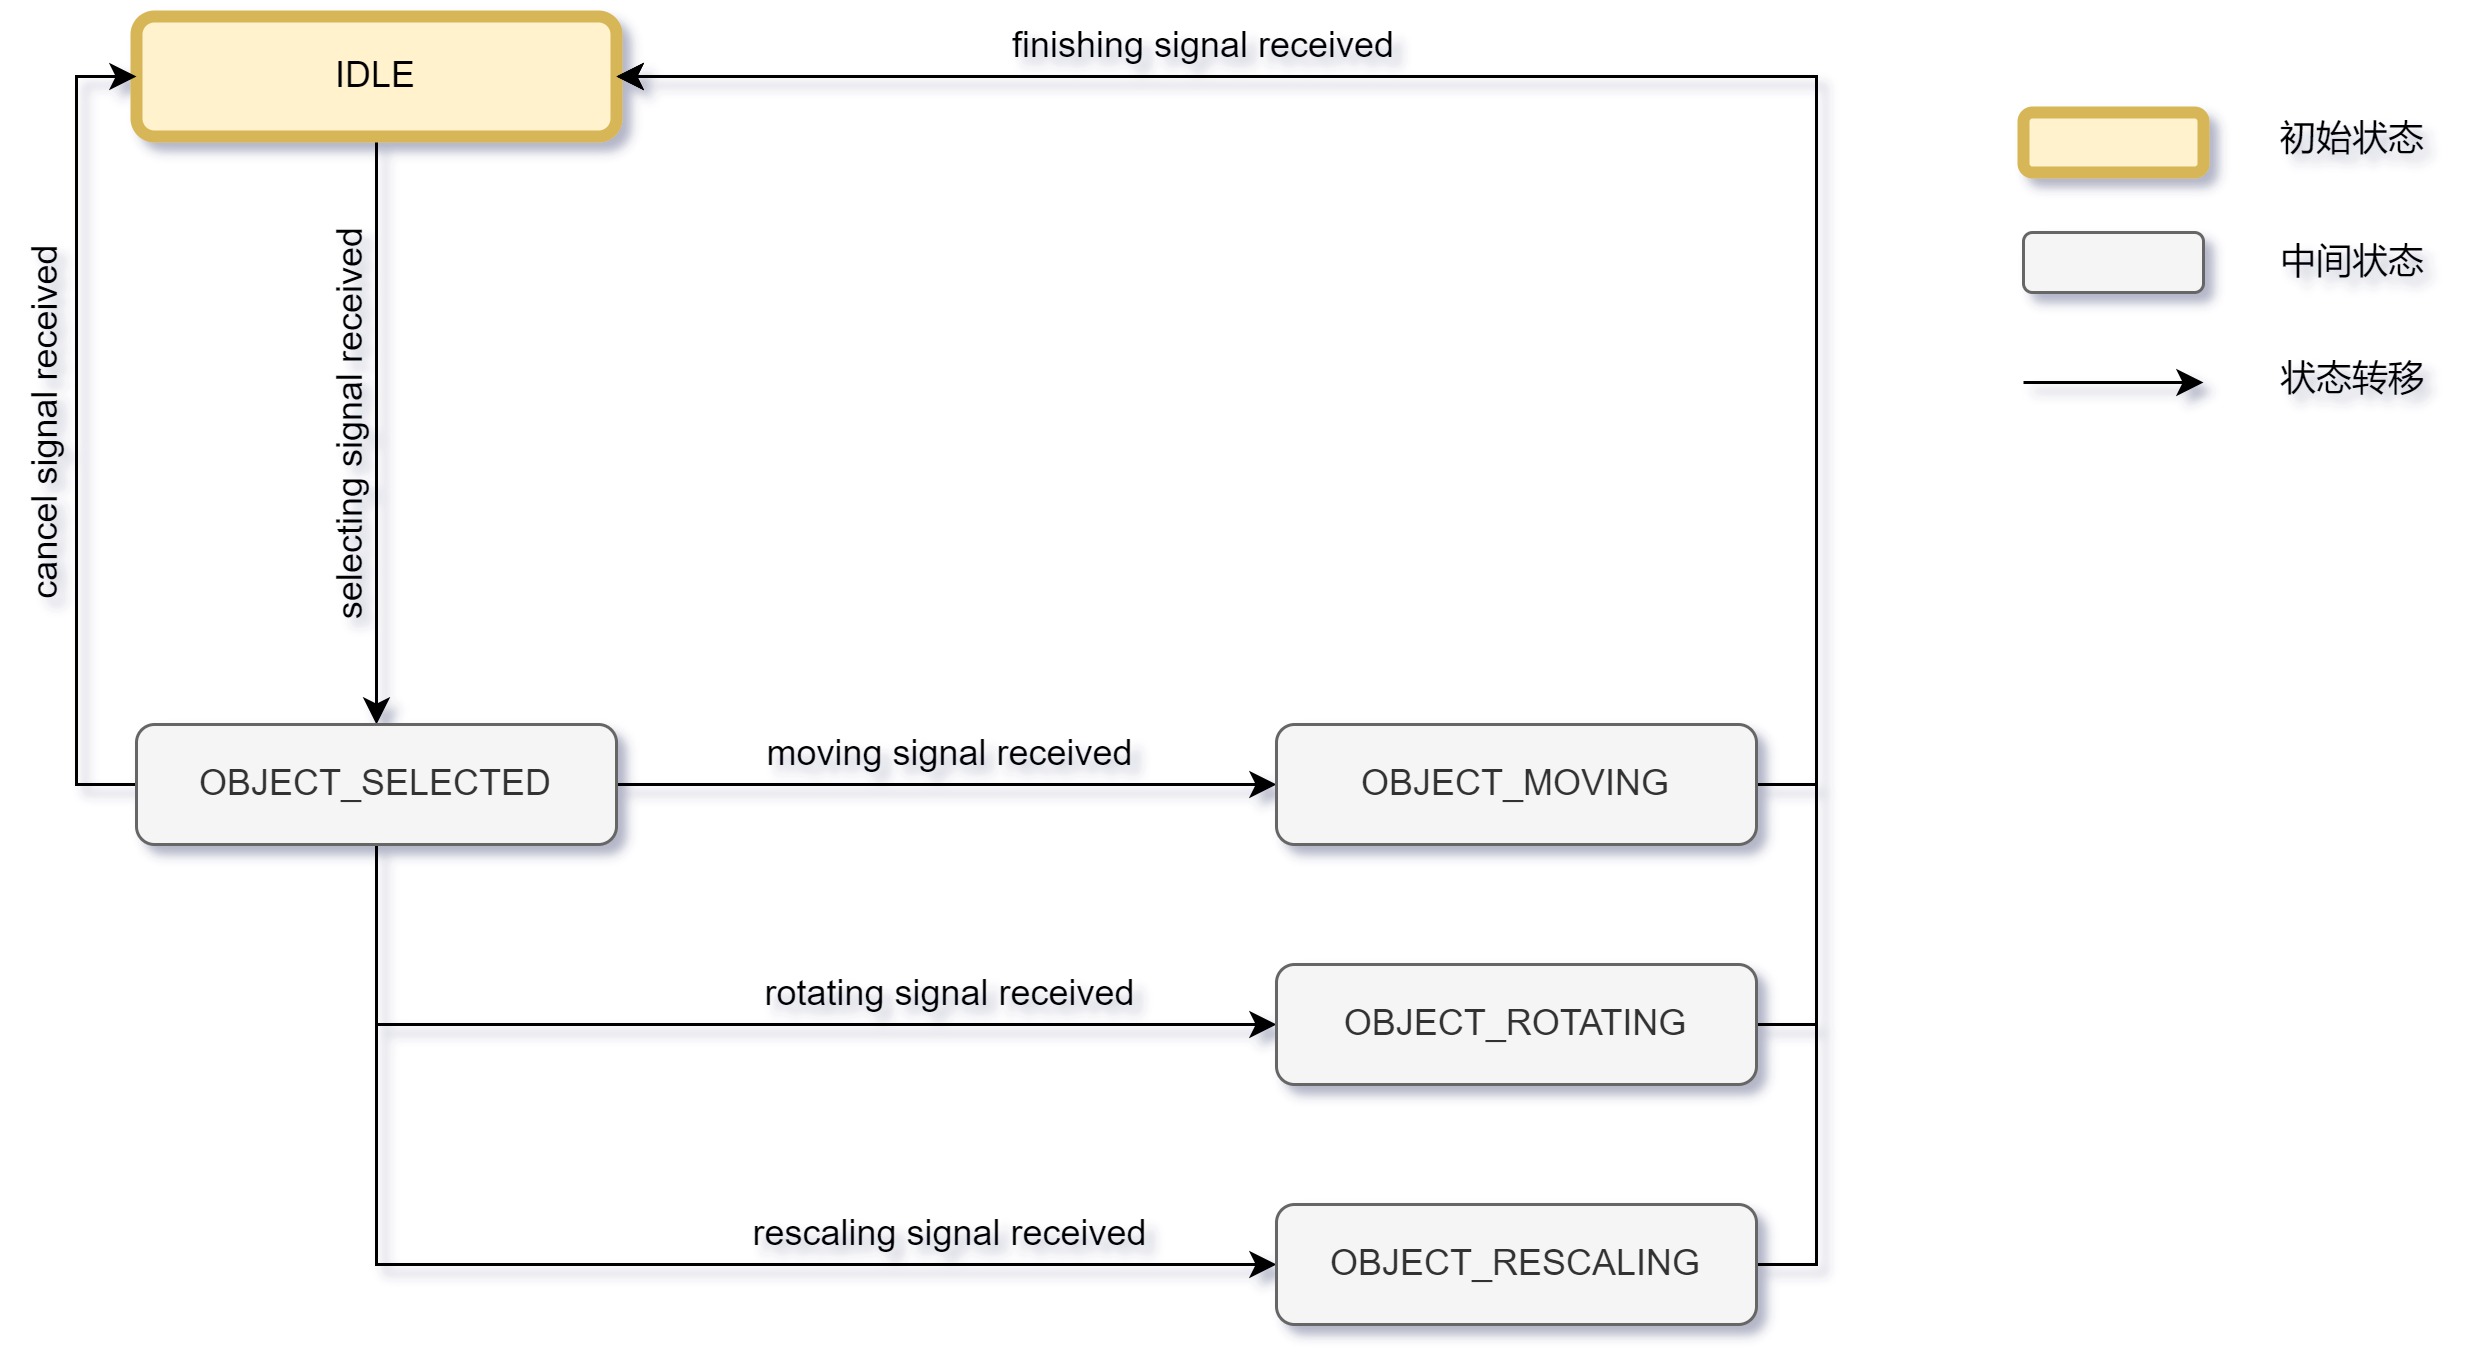 finishing signal received
IDLE
初始状态
cancel signal received
selecting signal received
中间状态
状态转移
OBJECT_SELECTED
moving signal received
OBJECT_MOVING
rotating signal received
OBJECT_ROTATING
rescaling signal received
OBJECT_RESCALING